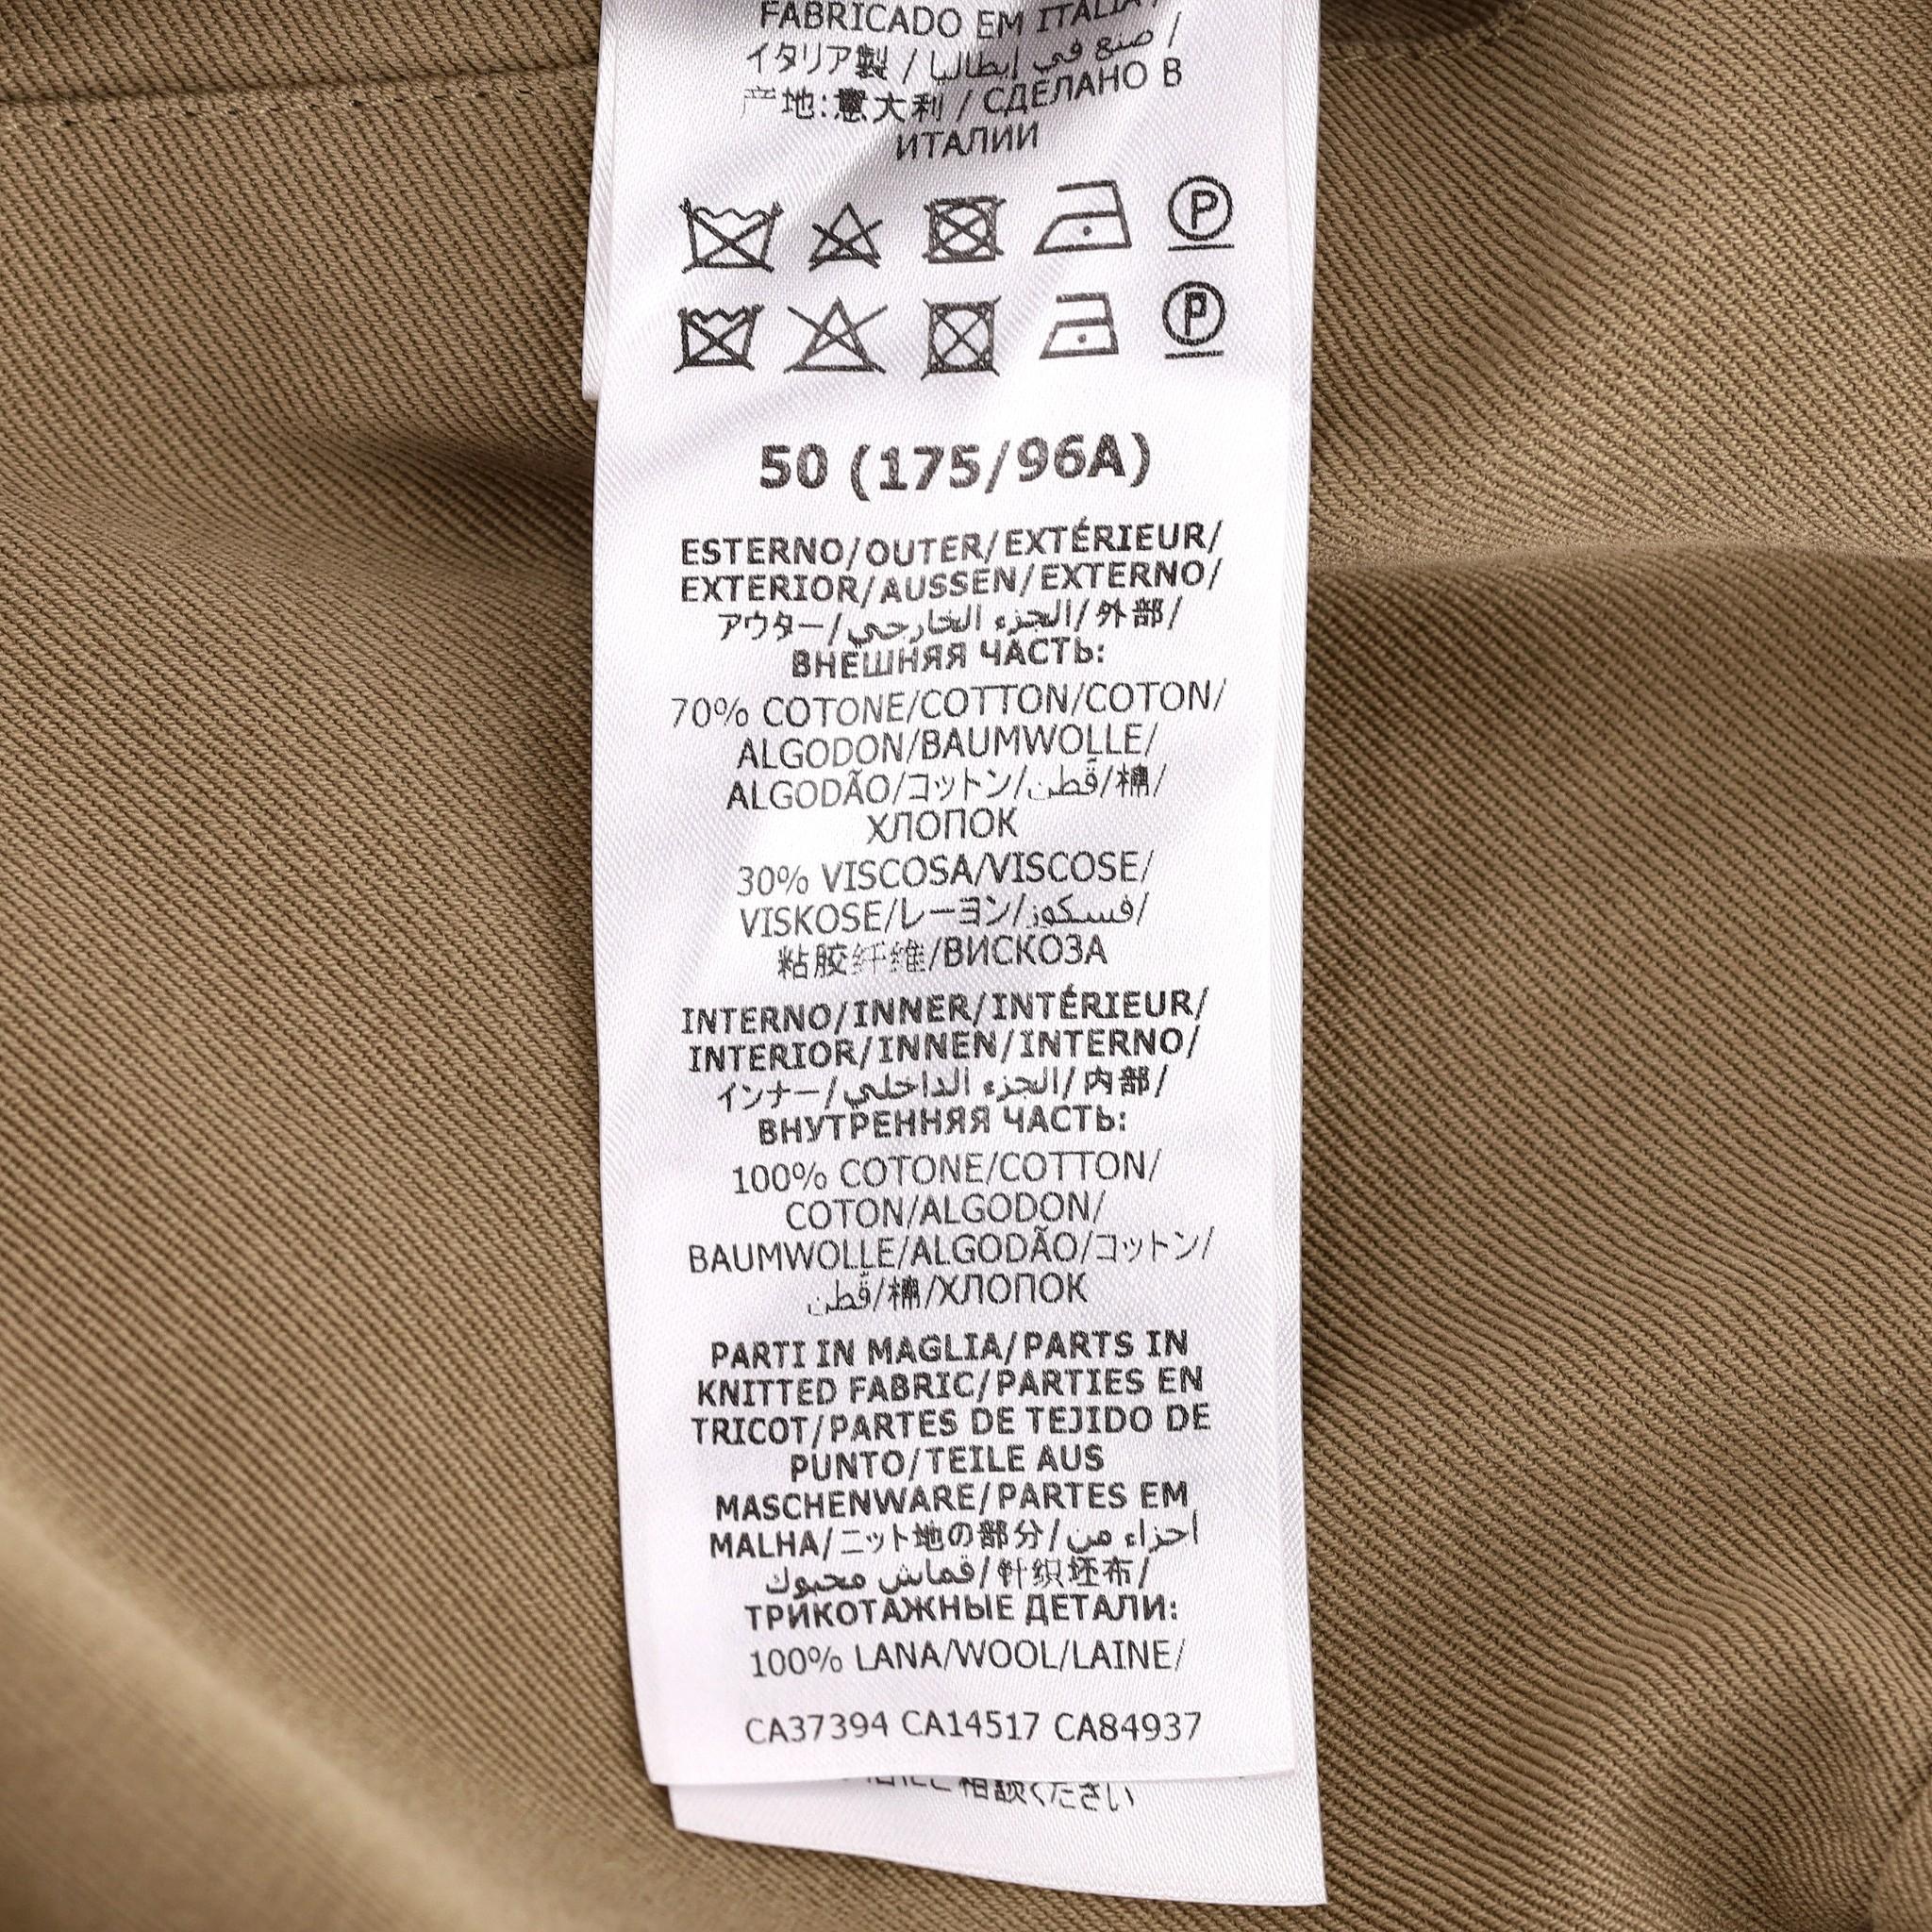 FABRICADO EM ITALIA /
イタリア製 / صنع في إيطاليا /
产地:意大利 / СДЕЛАНО В
ИТАЛИИ
P
P
50 (175/96A)
ESTERNO/OUTER/EXTÉRIEUR/
EXTERIOR/AUSSEN/EXTERNO/
アウター/الجزء الخارجي/外部/
ВНЕШНЯЯ ЧАСТЬ:
70% COTONE/COTTON/COTON/
ALGODON/BAUMWOLLE/
ALGODÃO/コットン/قطن/棉/
ХЛОПОК
30% VISCOSA/VISCOSE/
VISKOSE/レーヨン/فسكوز/
粘胶纤维/ВИСКОЗА
INTERNO/INNER/INTÉRIEUR/
INTERIOR/INNEN/INTERNO/
インナー/الجزء الداخلي/内部/
ВНУТРЕННЯЯ ЧАСТЬ:
100% COTONE/COTTON/
COTON/ALGODON/
BAUMWOLLE/ALGODÃO/コットン/
قطن/棉/ХЛОПОК
PARTI IN MAGLIA/PARTS IN
KNITTED FABRIC/PARTIES EN
TRICOT/PARTES DE TEJIDO DE
PUNTO/TEILE AUS
MASCHENWARE/PARTES EM
MALHA/ニット地の部分/أجزاء من
قماش محبوك/针织坯布/
ТРИКОТАЖНЫЕ ДЕТАЛИ:
100% LANA/WOOL/LAINE/
CA37394 CA14517 CA84937
相談ください